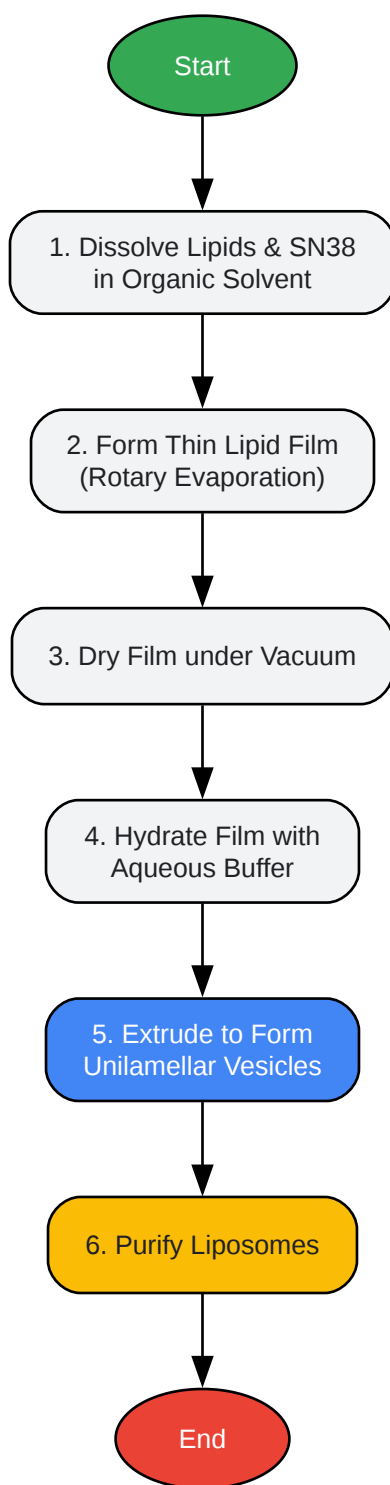 Start
1. Dissolve Lipids & SN38
in Organic Solvent
2. Form Thin Lipid Film
(Rotary Evaporation)
3. Dry Film under Vacuum
4. Hydrate Film with
Aqueous Buffer
5. Extrude to Form
Unilamellar Vesicles
6. Purify Liposomes
End